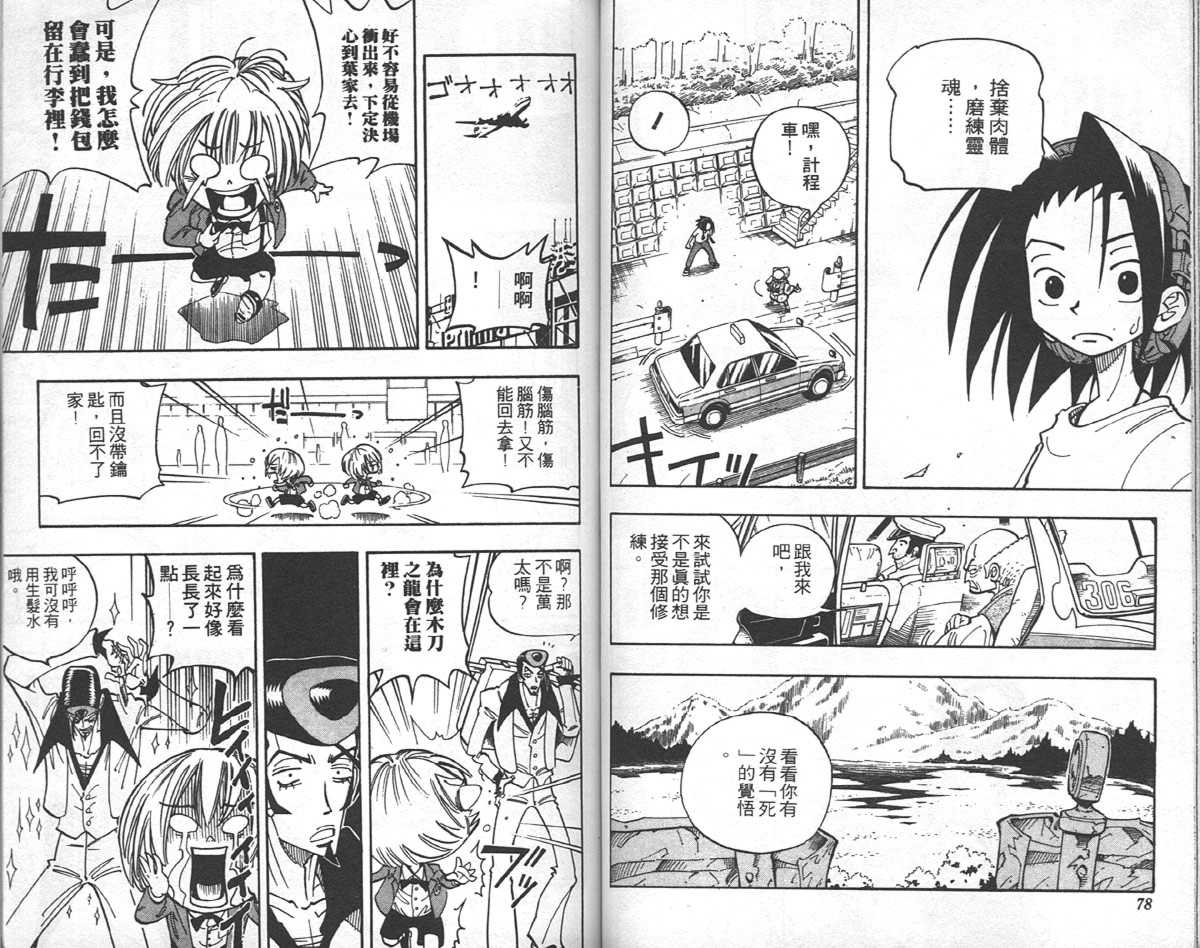 捨棄肉體
，磨練靈
魂……
嘿，計程
車！
！
キイッ
跟我來
吧，
來試試你是
不是真的想
接受那個修
練。
306
看看你有
沒有「死
」的覺悟
。
78
ゴオオオオオ
啊啊
！
好不容易從機場
衝出來，下定決
心到葉家去！
可是，我怎麼
會蠢到把錢包
留在行李裡！
たーっ
傷腦筋，傷
腦筋！又不
能回去拿！
而且沒帶鑰
匙，回不了
家！
啊？那
不是萬
太嗎？
為什麼木刀
之龍會在這
裡？
為什麼看
起來好像
長長了一
點——？
呼呼呼，
我可沒有
用生髮水
哦。